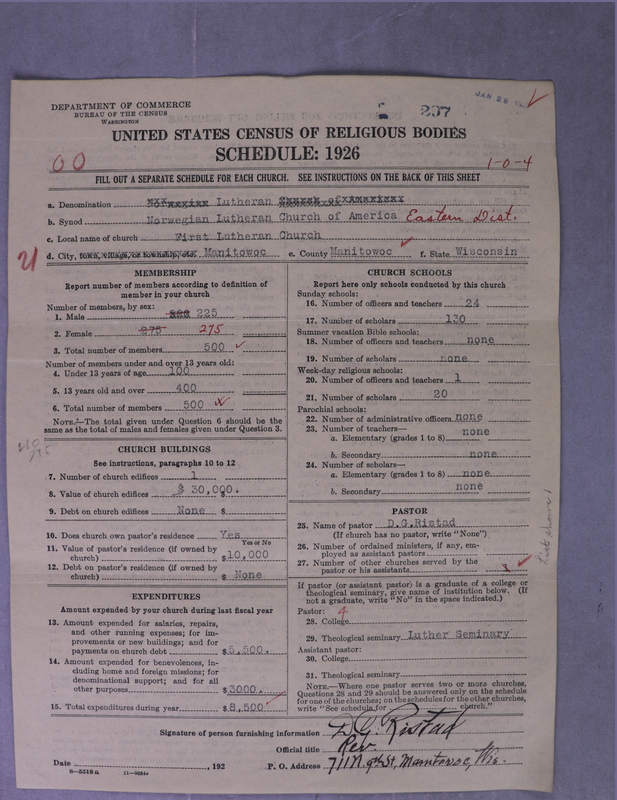 DEPARTMENT OF COMMERCE
BUREAU OF THE CENSUS
WASHINGTON
237
JAN 26
UNITED STATES CENSUS OF RELIGIOUS BODIES
SCHEDULE: 1926
00
1-0-4
FILL OUT A SEPARATE SCHEDULE FOR EACH CHURCH. SEE INSTRUCTIONS ON THE BACK OF THIS SHEET
a. Denomination Norwegian Lutheran Church of America
b. Synod Norwegian Lutheran Church of America Eastern Dist.
c. Local name of church First Lutheran Church
d. City, town, village, or township, etc. Manitowoc e. County Manitowoc f. State Wisconsin
MEMBERSHIP
Report number of members according to definition of
member in your church
Number of members, by sex:
1. Male 225
2. Female 275 275
3. Total number of members 500
Number of members under and over 13 years old:
4. Under 13 years of age 100
5. 13 years old and over 400
6. Total number of members 500
NOTE.—The total given under Question 6 should be the
same as the total of males and females given under Question 3.
CHURCH BUILDINGS
See instructions, paragraphs 10 to 12
7. Number of church edifices 1
8. Value of church edifices $ 30,000.
9. Debt on church edifices None $
10. Does church own pastor's residence Yes
Yes or No
11. Value of pastor's residence (if owned by
church) $10,000
12. Debt on pastor's residence (if owned by
church) $ None
EXPENDITURES
Amount expended by your church during last fiscal year
13. Amount expended for salaries, repairs,
and other running expenses; for im-
provements or new buildings; and for
payments on church debt $5,500.
14. Amount expended for benevolences, in-
cluding home and foreign missions; for
denominational support; and for all
other purposes $3000.
15. Total expenditures during year $8,500
CHURCH SCHOOLS
Report here only schools conducted by this church
Sunday schools:
16. Number of officers and teachers 24
17. Number of scholars 130
Summer vacation Bible schools:
18. Number of officers and teachers none
19. Number of scholars none
Week-day religious schools:
20. Number of officers and teachers 1
21. Number of scholars 20
Parochial schools:
22. Number of administrative officers none
23. Number of teachers—
a. Elementary (grades 1 to 8) none
b. Secondary none
24. Number of scholars—
a. Elementary (grades 1 to 8) none
b. Secondary none
PASTOR
25. Name of pastor D.G.Ristad
(If church has no pastor, write "None")
26. Number of ordained ministers, if any, em-
ployed as assistant pastors
27. Number of other churches served by the
pastor or his assistants
If pastor (or assistant pastor) is a graduate of a college or
theological seminary, give name of institution below. (If
not a graduate, write "No" in the space indicated.)
Pastor: 4
28. College
29. Theological seminary Luther Seminary
Assistant pastor:
30. College
31. Theological seminary
NOTE.—Where one pastor serves two or more churches,
Questions 28 and 29 should be answered only on the schedule
for one of the churches; on the schedules for the other churches,
write "See schedule for church."
Signature of person furnishing information D.G. Ristad
Official title Rev.
Date , 192 P. O. Address 711 N. 9th St, Manitowoc, Wis.
8-5318a 11-9254